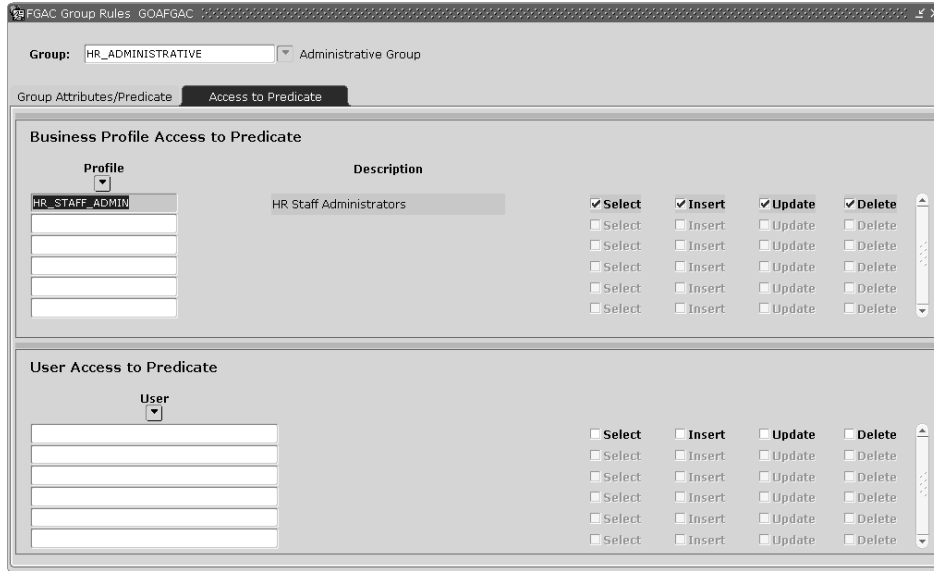 FGAC Group Rules GOAFGAC
Group: HR_ADMINISTRATIVE Administrative Group
Group Attributes/Predicate Access to Predicate
Business Profile Access to Predicate
Profile Description
HR_STAFF_ADMIN HR Staff Administrators Select Insert Update Delete
Select Insert Update Delete
Select Insert Update Delete
Select Insert Update Delete
Select Insert Update Delete
Select Insert Update Delete
User Access to Predicate
User
Select Insert Update Delete
Select Insert Update Delete
Select Insert Update Delete
Select Insert Update Delete
Select Insert Update Delete
Select Insert Update Delete